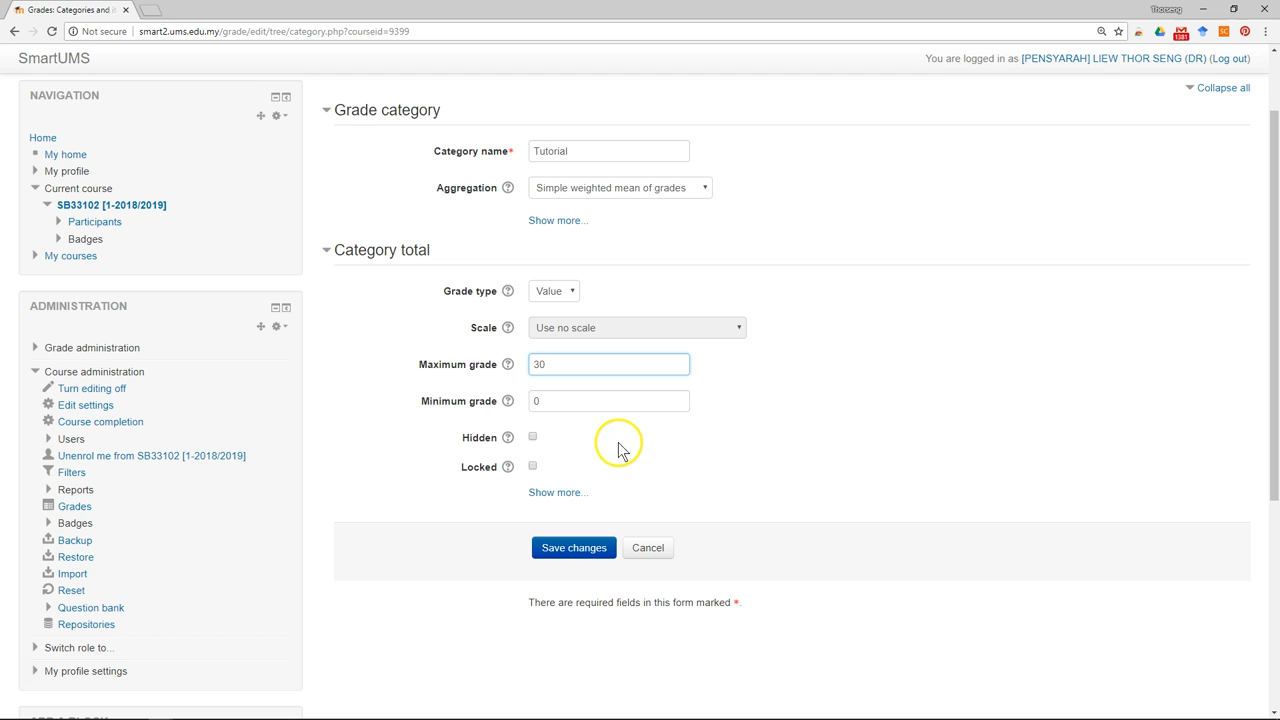 Grades: Categories and it
Thorseng
Not secure
smart2.ums.edu.my/grade/edit/tree/category.php?courseid=9399
1381
SC
SmartUMS
You are logged in as [PENSYARAH] LIEW THOR SENG (DR) (Log out)
NAVIGATION
Home
My home
My profile
Current course
SB33102 [1-2018/2019]
Participants
Badges
My courses
ADMINISTRATION
Grade administration
Course administration
Turn editing off
Edit settings
Course completion
Users
Unenrol me from SB33102 [1-2018/2019]
Filters
Reports
Grades
Badges
Backup
Restore
Import
Reset
Question bank
Repositories
Switch role to...
My profile settings
Collapse all
Grade category
Category name* Tutorial
Aggregation Simple weighted mean of grades
Show more...
Category total
Grade type Value
Scale Use no scale
Maximum grade 30
Minimum grade 0
Hidden
Locked
Show more...
Save changes Cancel
There are required fields in this form marked *.